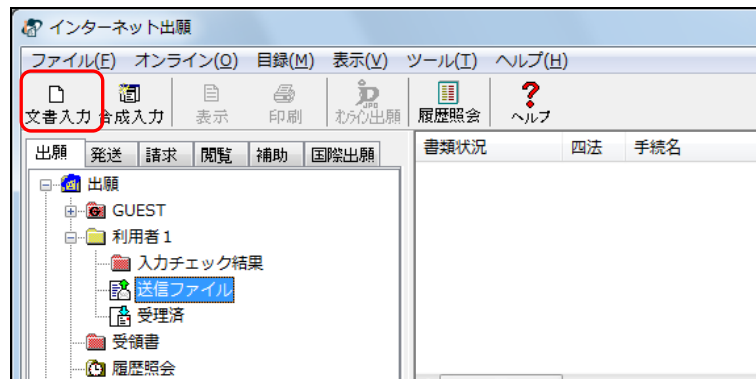 インターネット出願
ファイル(F) オンライン(O) 目録(M) 表示(V) ツール(T) ヘルプ(H)
文書入力 合成入力 表示 印刷 オンライン出願 履歴照会 ヘルプ
出願 発送 請求 閲覧 補助 国際出願
書類状況 四法 手続名
出願
GUEST
利用者1
入力チェック結果
送信ファイル
受理済
受領書
履歴照会